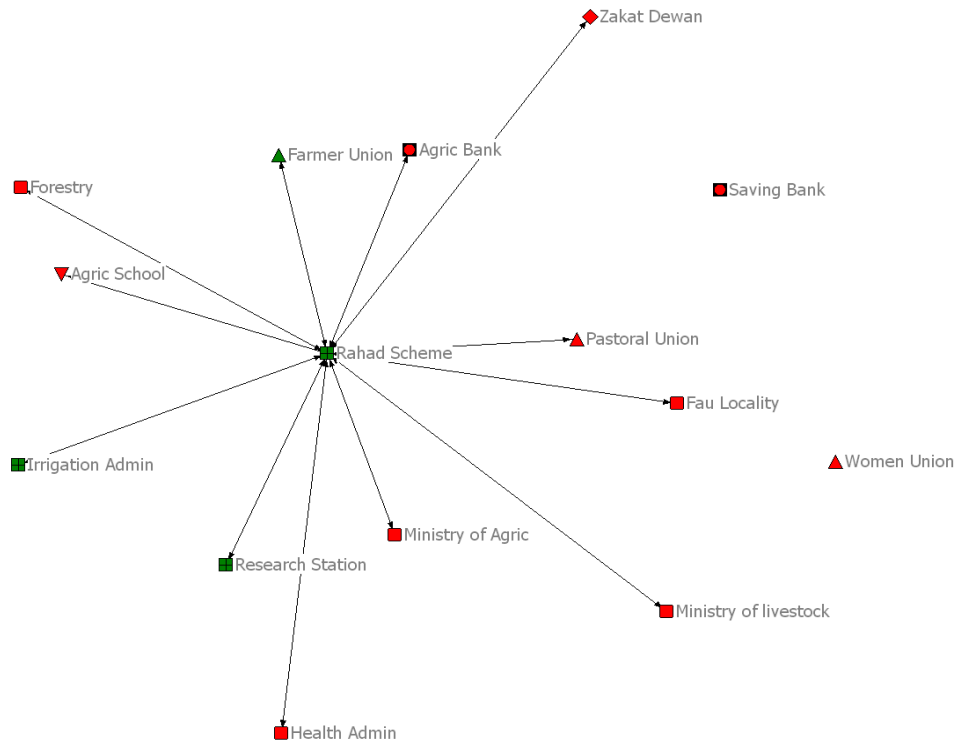 Zakat Dewan
Farmer Union
Agric Bank
Forestry
Saving Bank
Agric School
Pastoral Union
Rahad Scheme
Fau Locality
Irrigation Admin
Women Union
Ministry of Agric
Research Station
Ministry of livestock
Health Admin